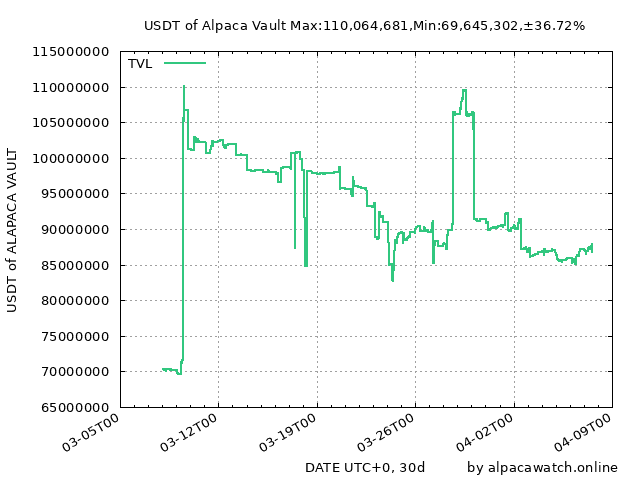 USDT of Alpaca Vault Max:110,064,681,Min:69,645,302,±36.72%
TVL
115000000
110000000
105000000
100000000
95000000
90000000
85000000
80000000
75000000
70000000
65000000
USDT of ALAPACA VAULT
03-05T00
03-12T00
03-19T00
03-26T00
04-02T00
04-09T00
DATE UTC+0, 30d
by alpacawatch.online